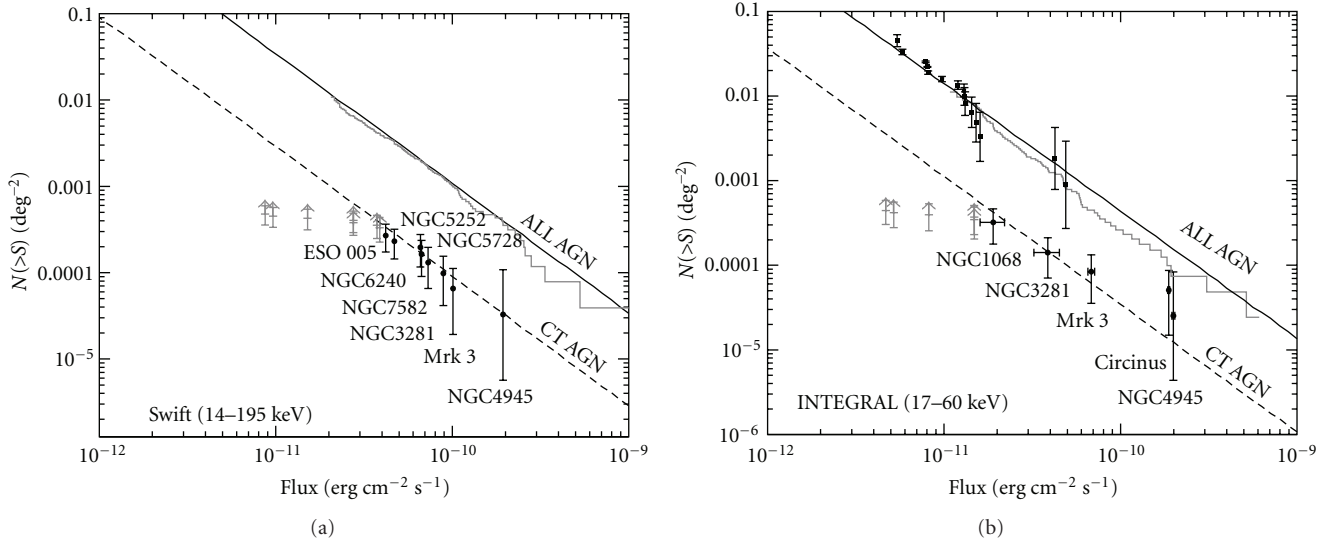 0.1
0.01
0.001
0.0001
10−5
N(>S) (deg−2)
ALL AGN
NGC5252
NGC5728
ESO 005
NGC6240
NGC7582
NGC3281
Mrk 3
NGC4945
CT AGN
Swift (14–195 keV)
10−12
10−11
10−10
10−9
Flux (erg cm−2 s−1)
(a)
0.1
0.01
0.001
0.0001
10−5
10−6
N(>S) (deg−2)
ALL AGN
NGC1068
NGC3281
Mrk 3
Circinus
NGC4945
CT AGN
INTEGRAL (17–60 keV)
10−12
10−11
10−10
10−9
Flux (erg cm−2 s−1)
(b)